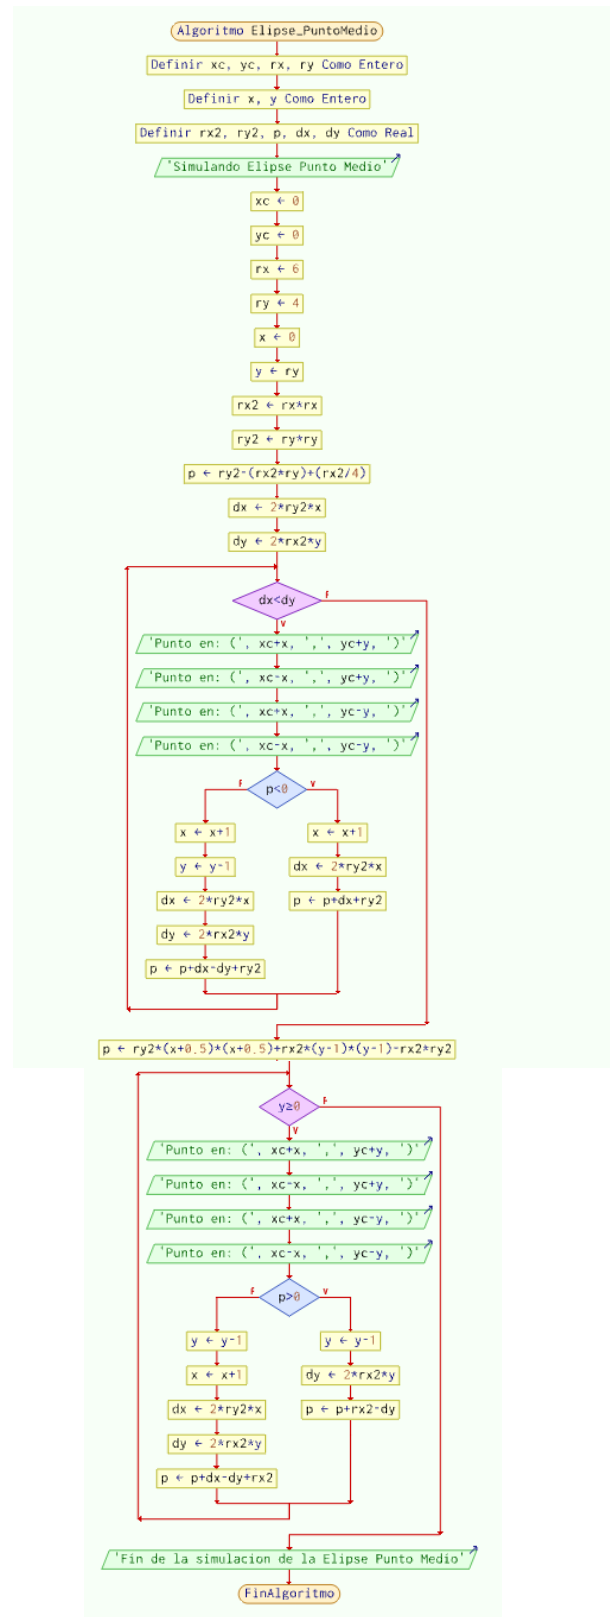 Algoritmo Elipse_PuntoMedio
Definir xc, yc, rx, ry Como Entero
Definir x, y Como Entero
Definir rx2, ry2, p, dx, dy Como Real
'Simulando Elipse Punto Medio'
xc ← 0
yc ← 0
rx ← 6
ry ← 4
x ← 0
y ← ry
rx2 ← rx*rx
ry2 ← ry*ry
p ← ry2-(rx2*ry)+(rx2/4)
dx ← 2*ry2*x
dy ← 2*rx2*y
dx<dy
F
V
'Punto en: (', xc+x, ',', yc+y, ')'
'Punto en: (', xc-x, ',', yc+y, ')'
'Punto en: (', xc+x, ',', yc-y, ')'
'Punto en: (', xc-x, ',', yc-y, ')'
F p<0 V
x ← x+1 x ← x+1
y ← y-1 dx ← 2*ry2*x
dx ← 2*ry2*x p ← p+dx+ry2
dy ← 2*rx2*y
p ← p+dx-dy+ry2
p ← ry2*(x+0.5)*(x+0.5)+rx2*(y-1)*(y-1)-rx2*ry2
y≥0
F
V
'Punto en: (', xc+x, ',', yc+y, ')'
'Punto en: (', xc-x, ',', yc+y, ')'
'Punto en: (', xc+x, ',', yc-y, ')'
'Punto en: (', xc-x, ',', yc-y, ')'
F p>0 V
y ← y-1 y ← y-1
x ← x+1 dy ← 2*rx2*y
dx ← 2*ry2*x p ← p+rx2-dy
dy ← 2*rx2*y
p ← p+dx-dy+rx2
'Fin de la simulacion de la Elipse Punto Medio'
FinAlgoritmo